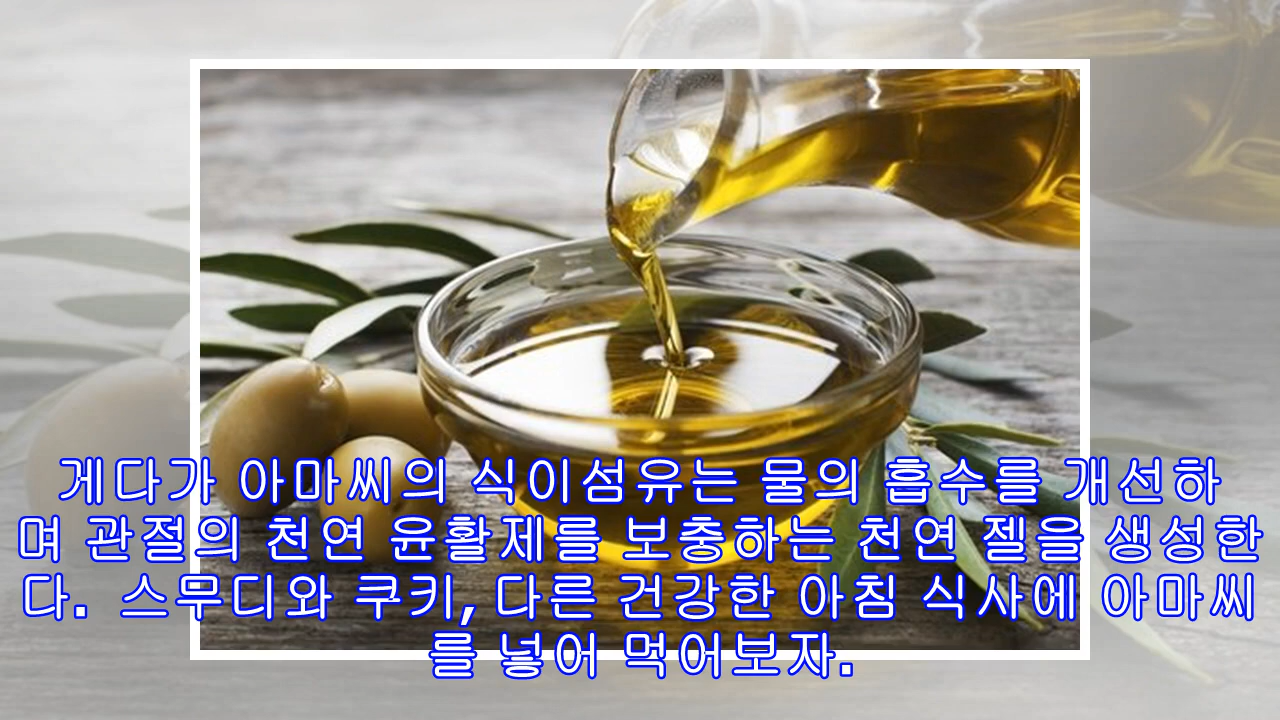 게다가 아마씨의 식이섬유는 물의 흡수를 개선하
며 관절의 천연 윤활제를 보충하는 천연 젤을 생성한
다. 스무디와 쿠키, 다른 건강한 아침 식사에 아마씨
를 넣어 먹어보자.